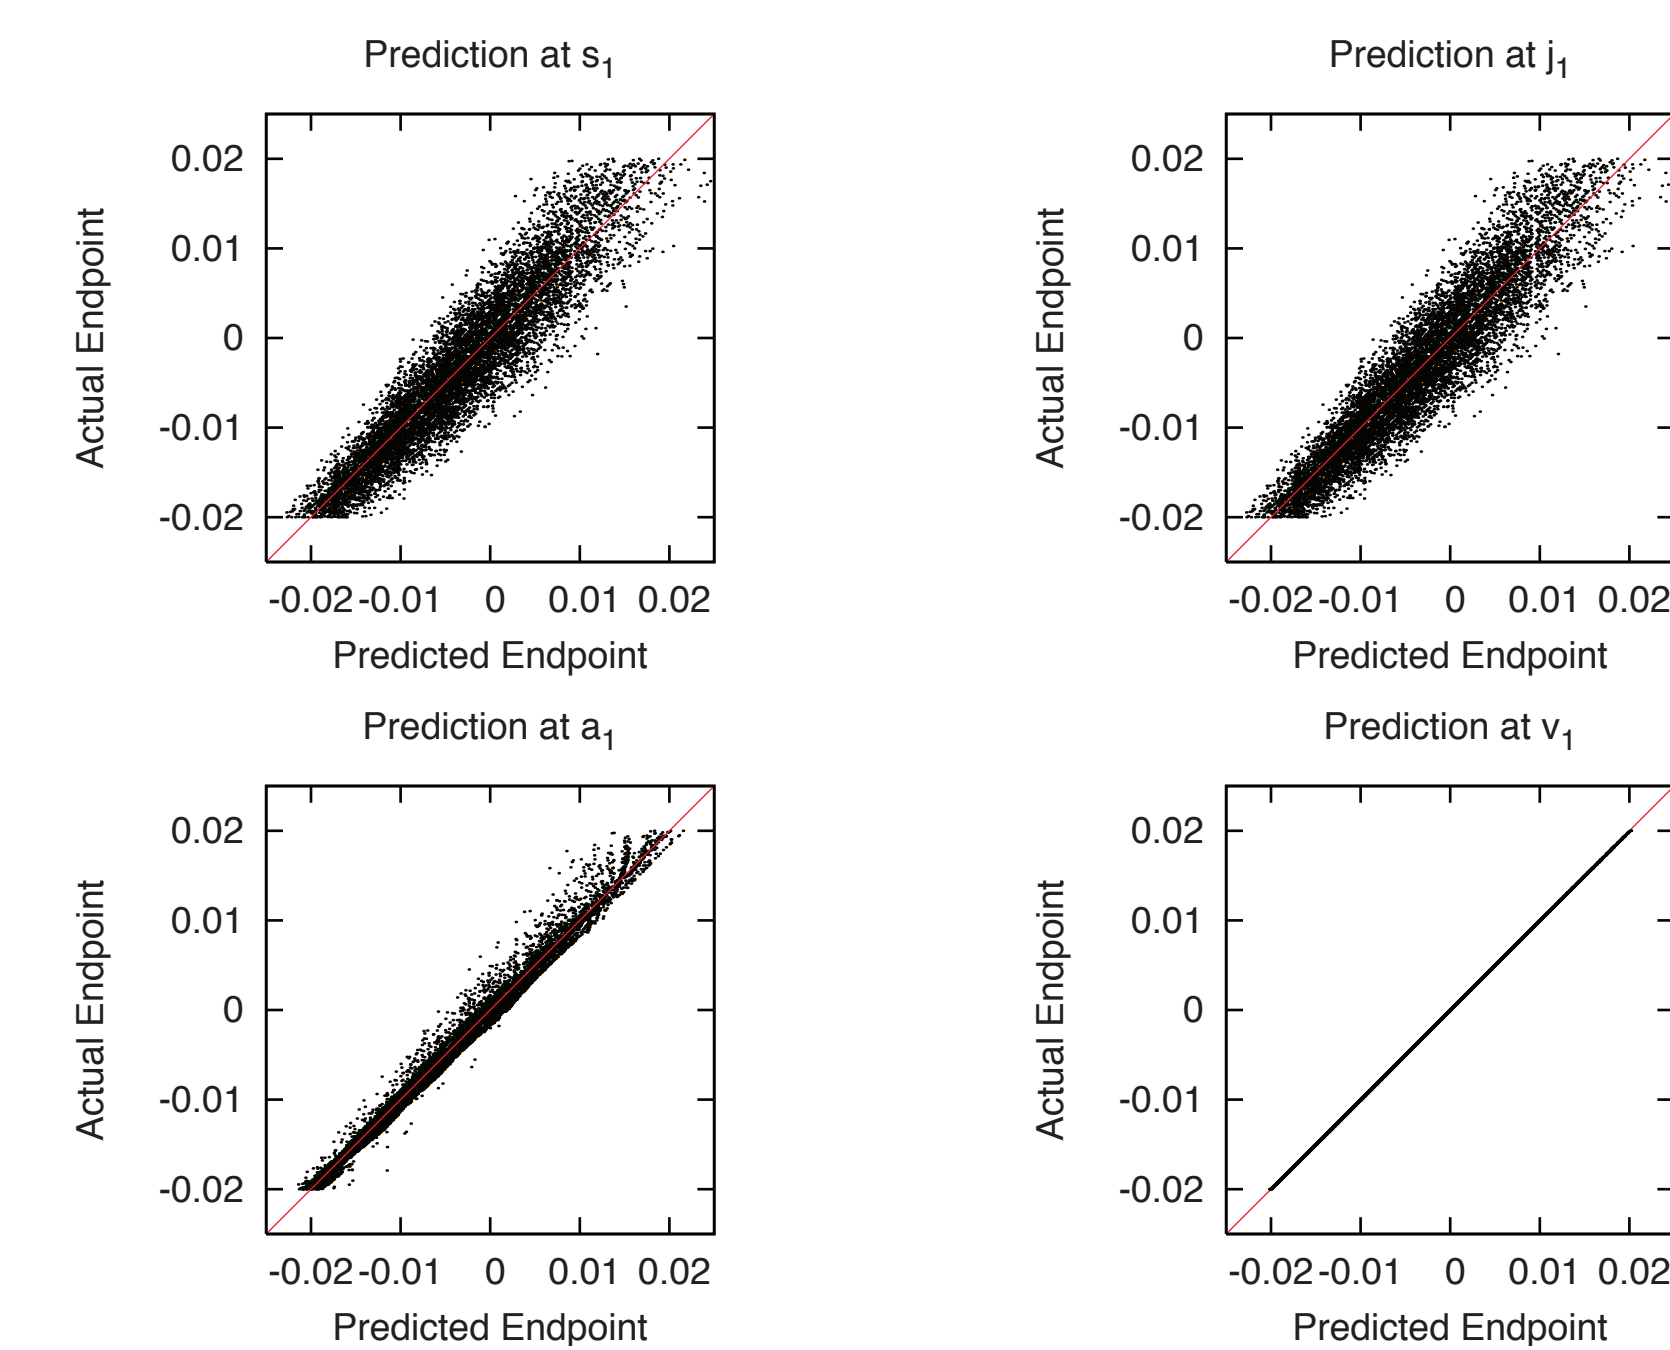 Prediction at s1
0.02
0.01
0
-0.01
-0.02
Actual Endpoint
-0.02 -0.01 0 0.01 0.02
Predicted Endpoint
Prediction at j1
0.02
0.01
0
-0.01
-0.02
Actual Endpoint
-0.02 -0.01 0 0.01 0.02
Predicted Endpoint
Prediction at a1
0.02
0.01
0
-0.01
-0.02
Actual Endpoint
-0.02 -0.01 0 0.01 0.02
Predicted Endpoint
Prediction at v1
0.02
0.01
0
-0.01
-0.02
Actual Endpoint
-0.02 -0.01 0 0.01 0.02
Predicted Endpoint